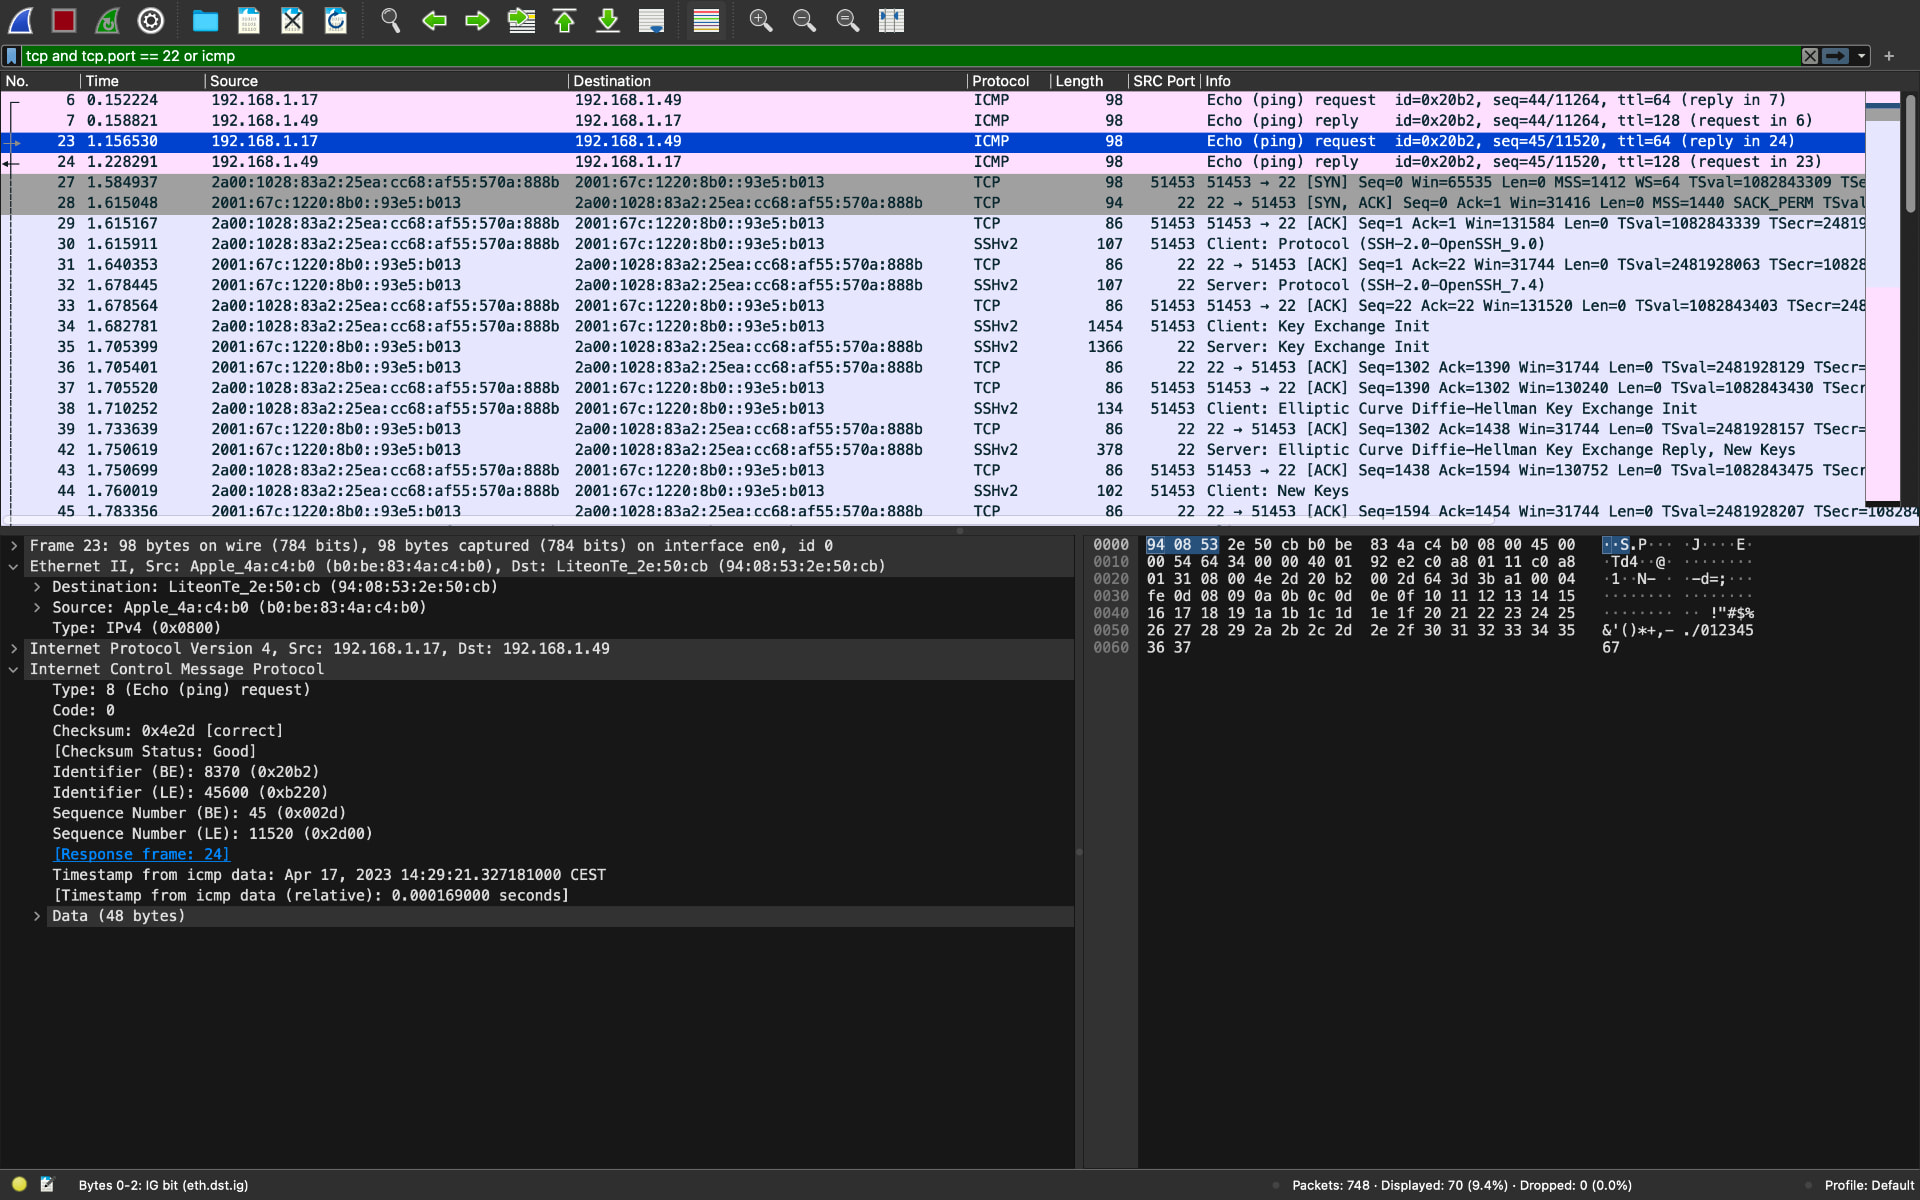 tcp and tcp.port == 22 or icmp
No. Time Source Destination Protocol Length SRC Port Info
6 0.152224 192.168.1.17 192.168.1.49 ICMP 98 Echo (ping) request id=0x20b2, seq=44/11264, ttl=64 (reply in 7)
7 0.158821 192.168.1.49 192.168.1.17 ICMP 98 Echo (ping) reply id=0x20b2, seq=44/11264, ttl=128 (request in 6)
23 1.156530 192.168.1.17 192.168.1.49 ICMP 98 Echo (ping) request id=0x20b2, seq=45/11520, ttl=64 (reply in 24)
24 1.228291 192.168.1.49 192.168.1.17 ICMP 98 Echo (ping) reply id=0x20b2, seq=45/11520, ttl=128 (request in 23)
27 1.584937 2a00:1028:83a2:25ea:cc68:af55:570a:888b 2001:67c:1220:8b0::93e5:b013 TCP 98 51453 51453 → 22 [SYN] Seq=0 Win=65535 Len=0 MSS=1412 WS=64 TSval=1082843309 TSe
28 1.615048 2001:67c:1220:8b0::93e5:b013 2a00:1028:83a2:25ea:cc68:af55:570a:888b TCP 94 22 22 → 51453 [SYN, ACK] Seq=0 Ack=1 Win=31416 Len=0 MSS=1440 SACK_PERM TSval
29 1.615167 2a00:1028:83a2:25ea:cc68:af55:570a:888b 2001:67c:1220:8b0::93e5:b013 TCP 86 51453 51453 → 22 [ACK] Seq=1 Ack=1 Win=131584 Len=0 TSval=1082843339 TSecr=24819
30 1.615911 2a00:1028:83a2:25ea:cc68:af55:570a:888b 2001:67c:1220:8b0::93e5:b013 SSHv2 107 51453 Client: Protocol (SSH-2.0-OpenSSH_9.0)
31 1.640353 2001:67c:1220:8b0::93e5:b013 2a00:1028:83a2:25ea:cc68:af55:570a:888b TCP 86 22 22 → 51453 [ACK] Seq=1 Ack=22 Win=31744 Len=0 TSval=2481928063 TSecr=10828
32 1.678445 2001:67c:1220:8b0::93e5:b013 2a00:1028:83a2:25ea:cc68:af55:570a:888b SSHv2 107 22 Server: Protocol (SSH-2.0-OpenSSH_7.4)
33 1.678564 2a00:1028:83a2:25ea:cc68:af55:570a:888b 2001:67c:1220:8b0::93e5:b013 TCP 86 51453 51453 → 22 [ACK] Seq=22 Ack=22 Win=131520 Len=0 TSval=1082843403 TSecr=248
34 1.682781 2a00:1028:83a2:25ea:cc68:af55:570a:888b 2001:67c:1220:8b0::93e5:b013 SSHv2 1454 51453 Client: Key Exchange Init
35 1.705399 2001:67c:1220:8b0::93e5:b013 2a00:1028:83a2:25ea:cc68:af55:570a:888b SSHv2 1366 22 Server: Key Exchange Init
36 1.705401 2001:67c:1220:8b0::93e5:b013 2a00:1028:83a2:25ea:cc68:af55:570a:888b TCP 86 22 22 → 51453 [ACK] Seq=1302 Ack=1390 Win=31744 Len=0 TSval=2481928129 TSecr=
37 1.705520 2a00:1028:83a2:25ea:cc68:af55:570a:888b 2001:67c:1220:8b0::93e5:b013 TCP 86 51453 51453 → 22 [ACK] Seq=1390 Ack=1302 Win=130240 Len=0 TSval=1082843430 TSecr
38 1.710252 2a00:1028:83a2:25ea:cc68:af55:570a:888b 2001:67c:1220:8b0::93e5:b013 SSHv2 134 51453 Client: Elliptic Curve Diffie-Hellman Key Exchange Init
39 1.733639 2001:67c:1220:8b0::93e5:b013 2a00:1028:83a2:25ea:cc68:af55:570a:888b TCP 86 22 22 → 51453 [ACK] Seq=1302 Ack=1438 Win=31744 Len=0 TSval=2481928157 TSecr=
42 1.750619 2001:67c:1220:8b0::93e5:b013 2a00:1028:83a2:25ea:cc68:af55:570a:888b SSHv2 378 22 Server: Elliptic Curve Diffie-Hellman Key Exchange Reply, New Keys
43 1.750699 2a00:1028:83a2:25ea:cc68:af55:570a:888b 2001:67c:1220:8b0::93e5:b013 TCP 86 51453 51453 → 22 [ACK] Seq=1438 Ack=1594 Win=130752 Len=0 TSval=1082843475 TSecr
44 1.760019 2a00:1028:83a2:25ea:cc68:af55:570a:888b 2001:67c:1220:8b0::93e5:b013 SSHv2 102 51453 Client: New Keys
45 1.783356 2001:67c:1220:8b0::93e5:b013 2a00:1028:83a2:25ea:cc68:af55:570a:888b TCP 86 22 22 → 51453 [ACK] Seq=1594 Ack=1454 Win=31744 Len=0 TSval=2481928207 TSecr=108284
Frame 23: 98 bytes on wire (784 bits), 98 bytes captured (784 bits) on interface en0, id 0
Ethernet II, Src: Apple_4a:c4:b0 (b0:be:83:4a:c4:b0), Dst: LiteonTe_2e:50:cb (94:08:53:2e:50:cb)
Destination: LiteonTe_2e:50:cb (94:08:53:2e:50:cb)
Source: Apple_4a:c4:b0 (b0:be:83:4a:c4:b0)
Type: IPv4 (0x0800)
Internet Protocol Version 4, Src: 192.168.1.17, Dst: 192.168.1.49
Internet Control Message Protocol
Type: 8 (Echo (ping) request)
Code: 0
Checksum: 0x4e2d [correct]
[Checksum Status: Good]
Identifier (BE): 8370 (0x20b2)
Identifier (LE): 45600 (0xb220)
Sequence Number (BE): 45 (0x002d)
Sequence Number (LE): 11520 (0x2d00)
[Response frame: 24]
Timestamp from icmp data: Apr 17, 2023 14:29:21.327181000 CEST
[Timestamp from icmp data (relative): 0.000169000 seconds]
Data (48 bytes)
0000 94 08 53 2e 50 cb b0 be 83 4a c4 b0 08 00 45 00 ··S.P··· ·J····E·
0010 00 54 64 34 00 00 40 01 92 e2 c0 a8 01 11 c0 a8 ·Td4··@· ········
0020 01 31 08 00 4e 2d 20 b2 00 2d 64 3d 3b a1 00 04 ·1··N- · ·-d=;···
0030 fe 0d 08 09 0a 0b 0c 0d 0e 0f 10 11 12 13 14 15 ········ ········
0040 16 17 18 19 1a 1b 1c 1d 1e 1f 20 21 22 23 24 25 ········ ·· !"#$%
0050 26 27 28 29 2a 2b 2c 2d 2e 2f 30 31 32 33 34 35 &'()*+,- ./012345
0060 36 37 67
Bytes 0-2: IG bit (eth.dst.ig)
Packets: 748 · Displayed: 70 (9.4%) · Dropped: 0 (0.0%)
Profile: Default